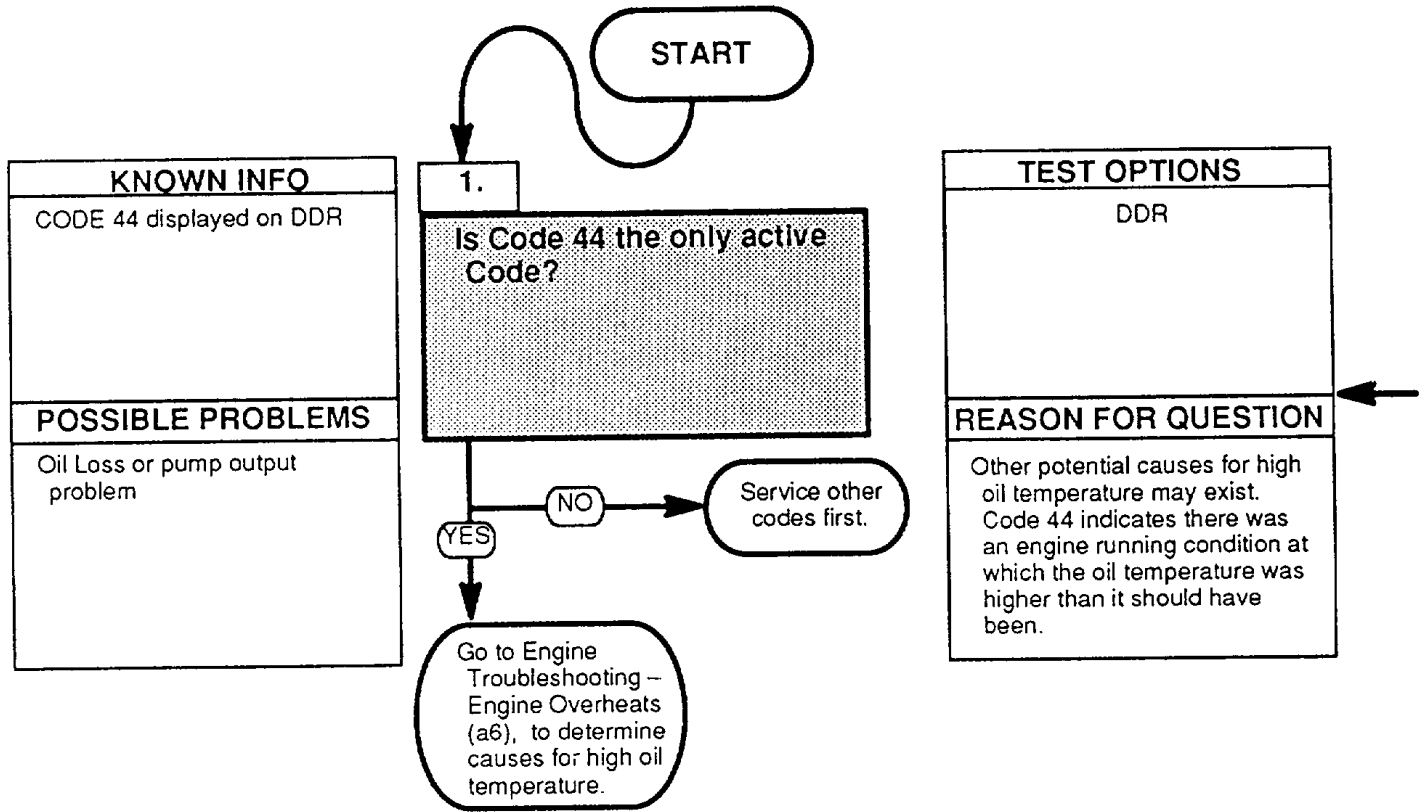 START
KNOWN INFO
CODE 44 displayed on DDR
POSSIBLE PROBLEMS
Oil Loss or pump output
problem
1.
Is Code 44 the only active
Code?
NO
Service other
codes first.
YES
Go to Engine
Troubleshooting –
Engine Overheats
(a6), to determine
causes for high oil
temperature.
TEST OPTIONS
DDR
REASON FOR QUESTION
Other potential causes for high
oil temperature may exist.
Code 44 indicates there was
an engine running condition at
which the oil temperature was
higher than it should have
been.